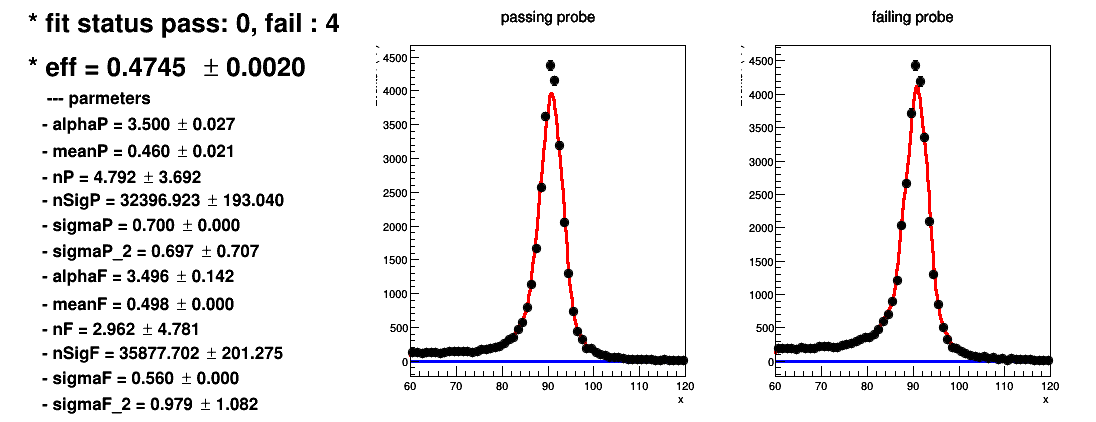 * fit status pass: 0, fail : 4
* eff = 0.4745 ± 0.0020
--- parmeters
- alphaP = 3.500 ± 0.027
- meanP = 0.460 ± 0.021
- nP = 4.792 ± 3.692
- nSigP = 32396.923 ± 193.040
- sigmaP = 0.700 ± 0.000
- sigmaP_2 = 0.697 ± 0.707
- alphaF = 3.496 ± 0.142
- meanF = 0.498 ± 0.000
- nF = 2.962 ± 4.781
- nSigF = 35877.702 ± 201.275
- sigmaF = 0.560 ± 0.000
- sigmaF_2 = 0.979 ± 1.082
passing probe
4500
4000
3500
3000
2500
2000
1500
1000
500
0
60 70 80 90 100 110 120
x
failing probe
4500
4000
3500
3000
2500
2000
1500
1000
500
0
60 70 80 90 100 110 120
x